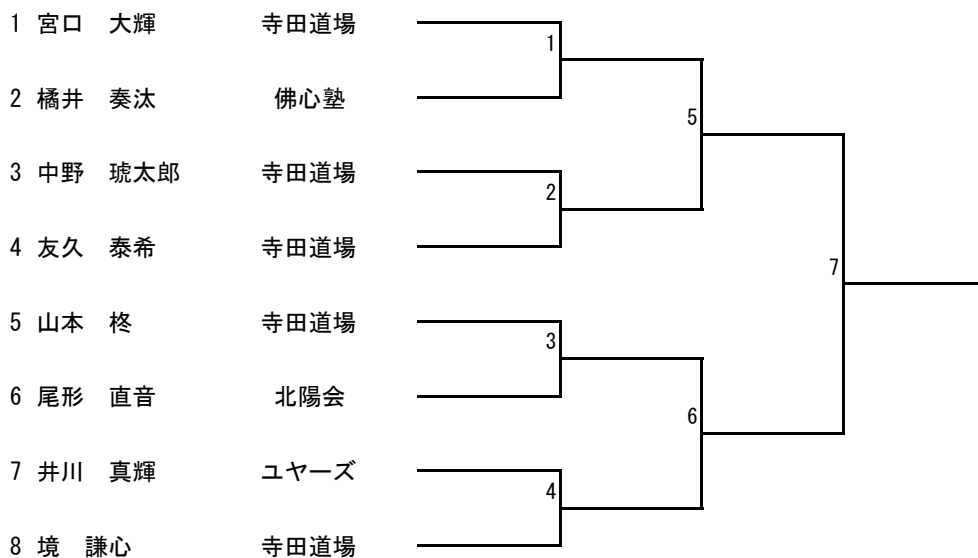 1 宮口　大輝 寺田道場
1
2 橘井　奏汰 佛心塾
5
3 中野　琥太郎 寺田道場
2
4 友久　泰希 寺田道場
7
5 山本　柊 寺田道場
3
6 尾形　直音 北陽会
6
7 井川　真輝 ユヤーズ
4
8 境　謙心 寺田道場